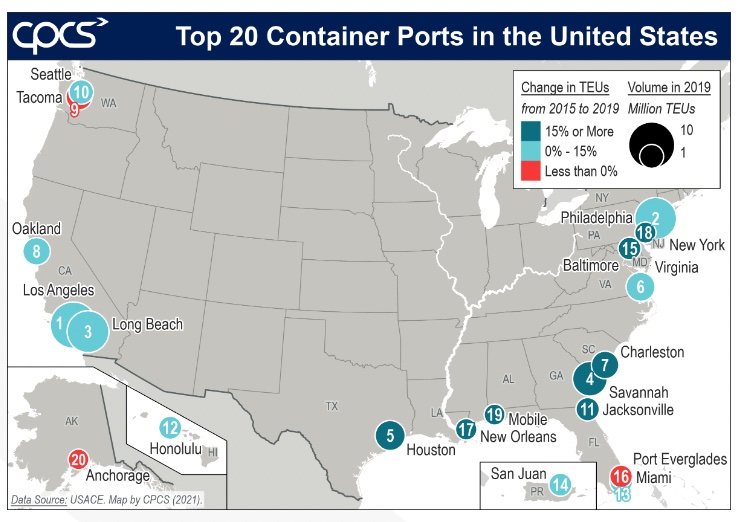 CPCS
Top 20 Container Ports in the United States
Change in TEUs
from 2015 to 2019
15% or More
0% - 15%
Less than 0%
Volume in 2019
Million TEUs
10
1
Seattle
10
Tacoma
9
WA
NY
Philadelphia
2
PA
18
NJ
New York
15
Baltimore
MD
Virginia
VA
6
Oakland
8
CA
Los Angeles
1
3
Long Beach
SC
Charleston
7
GA
4
Savannah
AL
11
Jacksonville
TX
LA
19
Mobile
17
New Orleans
5
Houston
FL
AK
12
Honolulu
HI
20
Anchorage
Port Everglades
16
Miami
13
San Juan
PR
14
Data Source: USACE. Map by CPCS (2021).